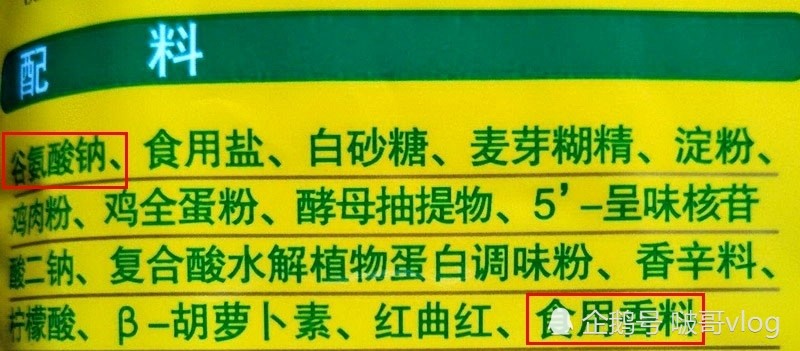 配 料
谷氨酸钠、食用盐、白砂糖、麦芽糊精、淀粉、
鸡肉粉、鸡全蛋粉、酵母抽提物、5’-呈味核苷
酸二钠、复合酸水解植物蛋白调味粉、香辛料、
柠檬酸、β-胡萝卜素、红曲红、食用香料
企鹅号 啵哥vlog